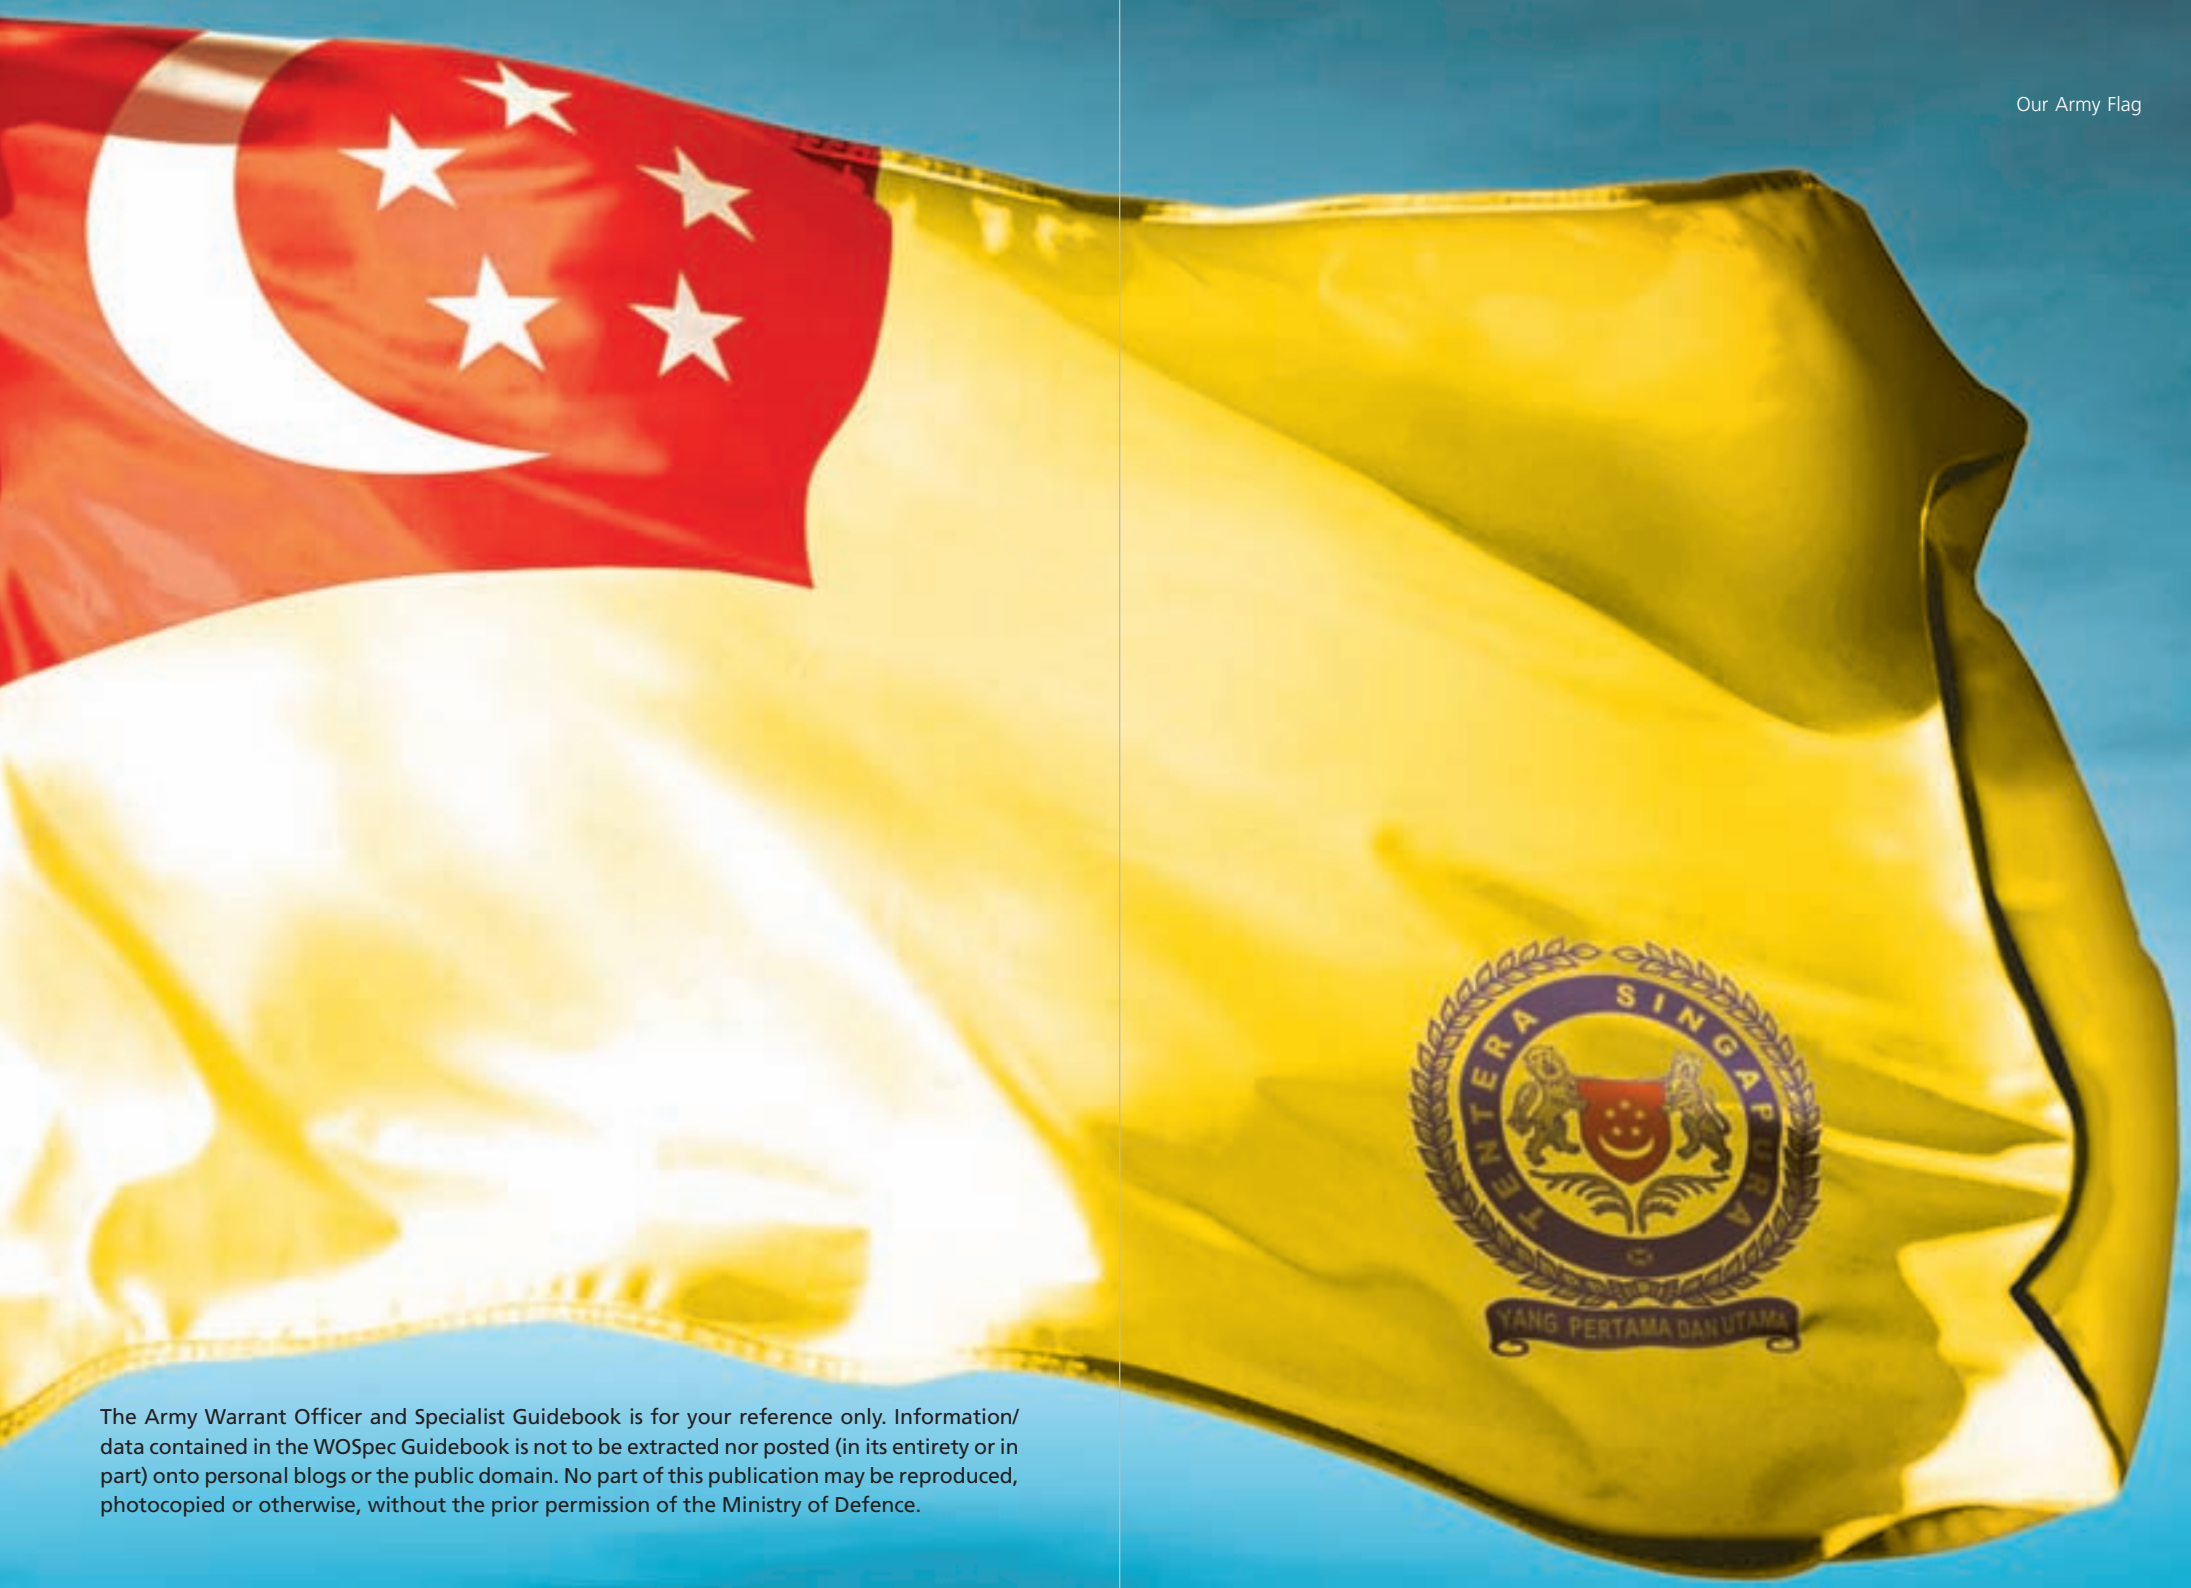 Our Army Flag
TENTERA SINGAPURA
YANG PERTAMA DAN UTAMA
The Army Warrant Officer and Specialist Guidebook is for your reference only. Information/
data contained in the WOSpec Guidebook is not to be extracted nor posted (in its entirety or in
part) onto personal blogs or the public domain. No part of this publication may be reproduced,
photocopied or otherwise, without the prior permission of the Ministry of Defence.